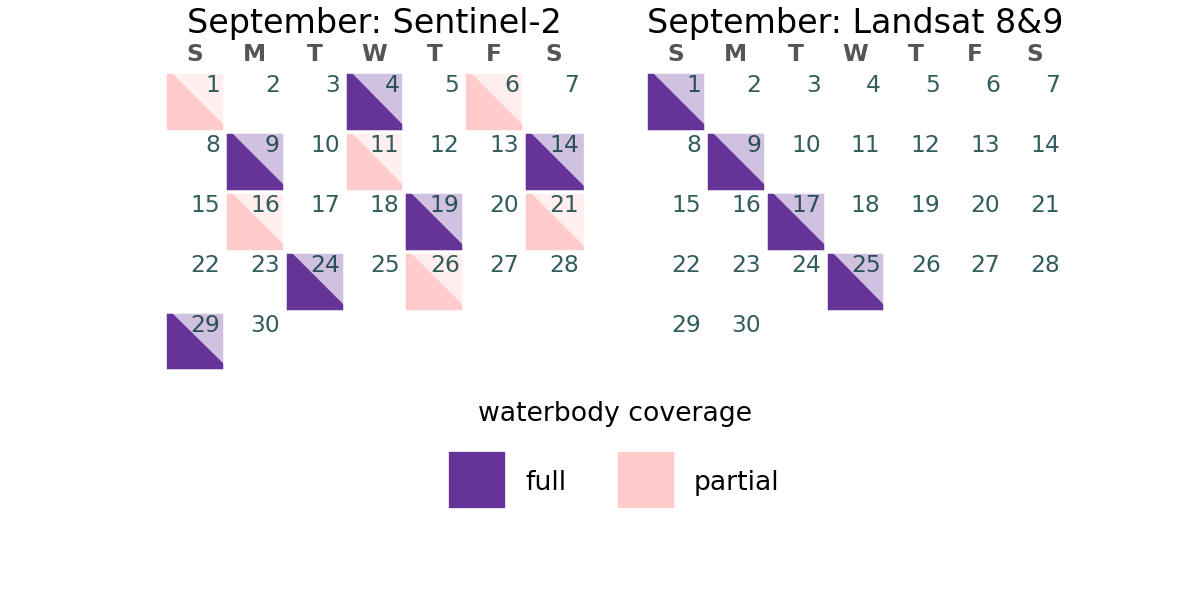 September: Sentinel-2
S M T W T F S
1 2 3 4 5 6 7
8 9 10 11 12 13 14
15 16 17 18 19 20 21
22 23 24 25 26 27 28
29 30
September: Landsat 8&9
S M T W T F S
1 2 3 4 5 6 7
8 9 10 11 12 13 14
15 16 17 18 19 20 21
22 23 24 25 26 27 28
29 30
waterbody coverage
full partial